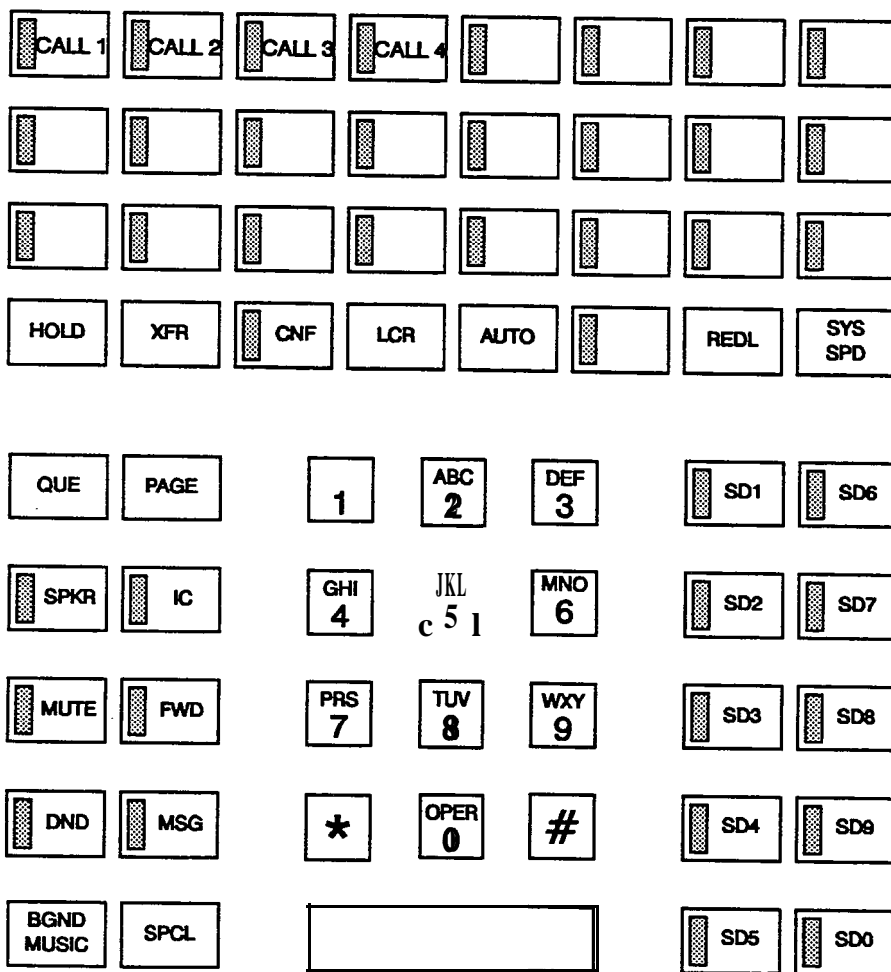 CALL 1 CALL 2 CALL 3 CALL 4
HOLD XFR CNF LCR AUTO REDL SYS SPD
QUE PAGE
1
ABC
2
DEF
3
SD1 SD6
SPKR IC
GHI
4
JKL
c 5 l
MNO
6
SD2 SD7
MUTE FWD
PRS
7
TUV
8
WXY
9
SD3 SD8
DND MSG
*
OPER
0
#
SD4 SD9
BGND
MUSIC
SPCL
SD5 SD0